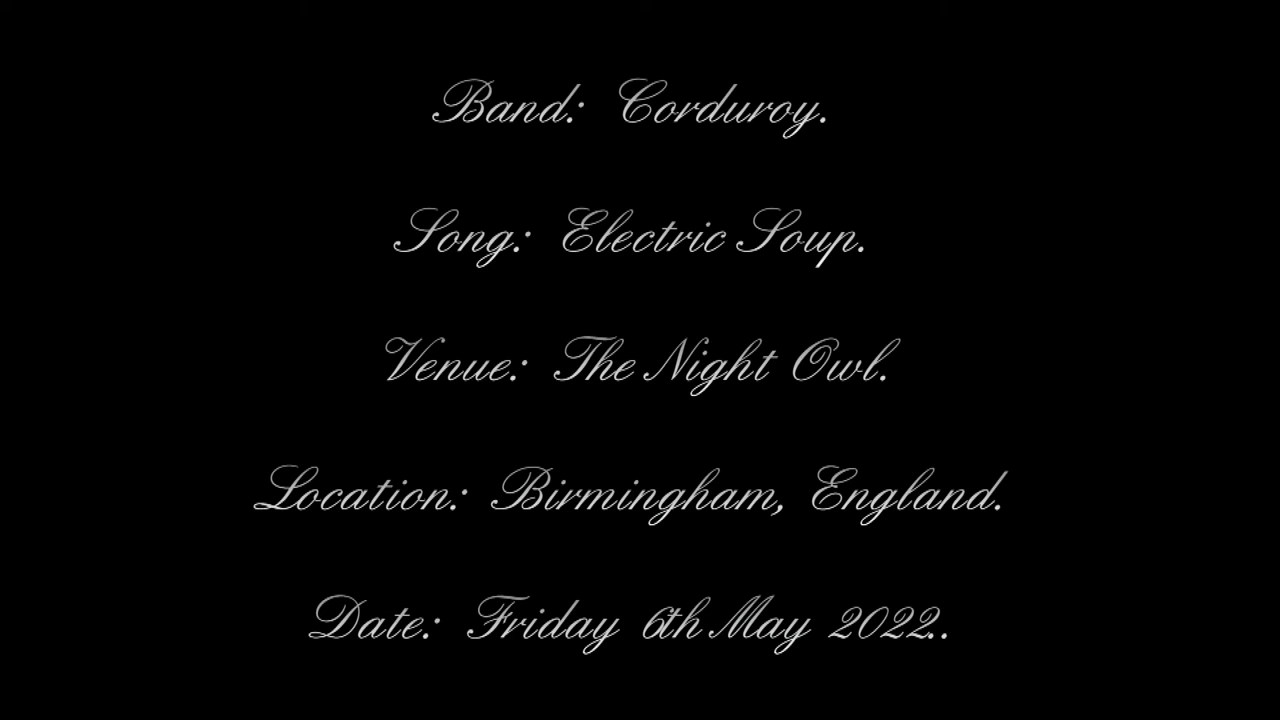 Band: Corduroy.
Song: Electric Soup.
Venue: The Night Owl.
Location: Birmingham, England.
Date: Friday 6th May 2022..